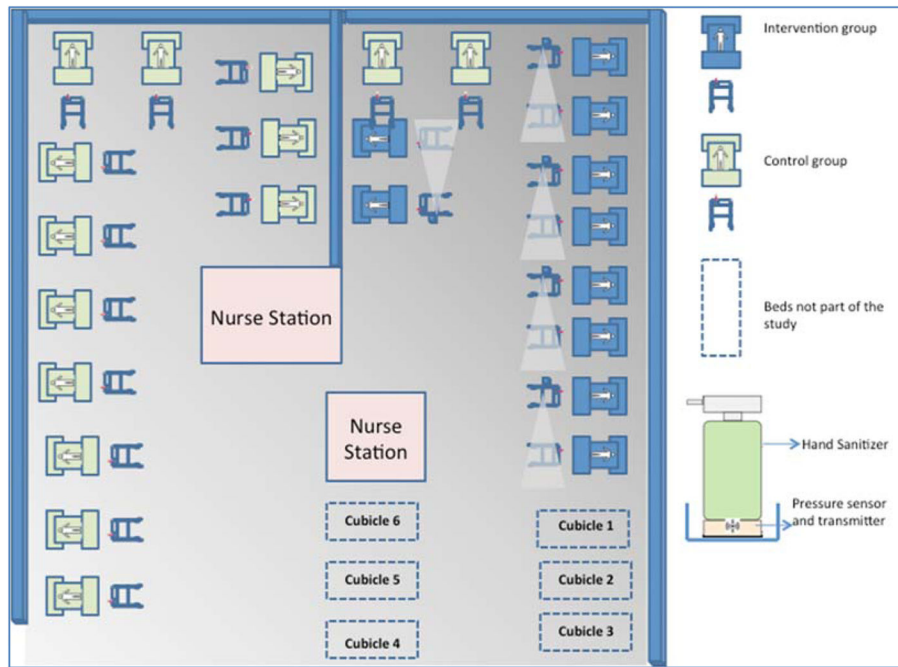 Intervention group
Control group
Nurse Station
Beds not part of the
study
Nurse
Station
Hand Sanitizer
Pressure sensor
and transmitter
Cubicle 6
Cubicle 1
Cubicle 5
Cubicle 2
Cubicle 4
Cubicle 3